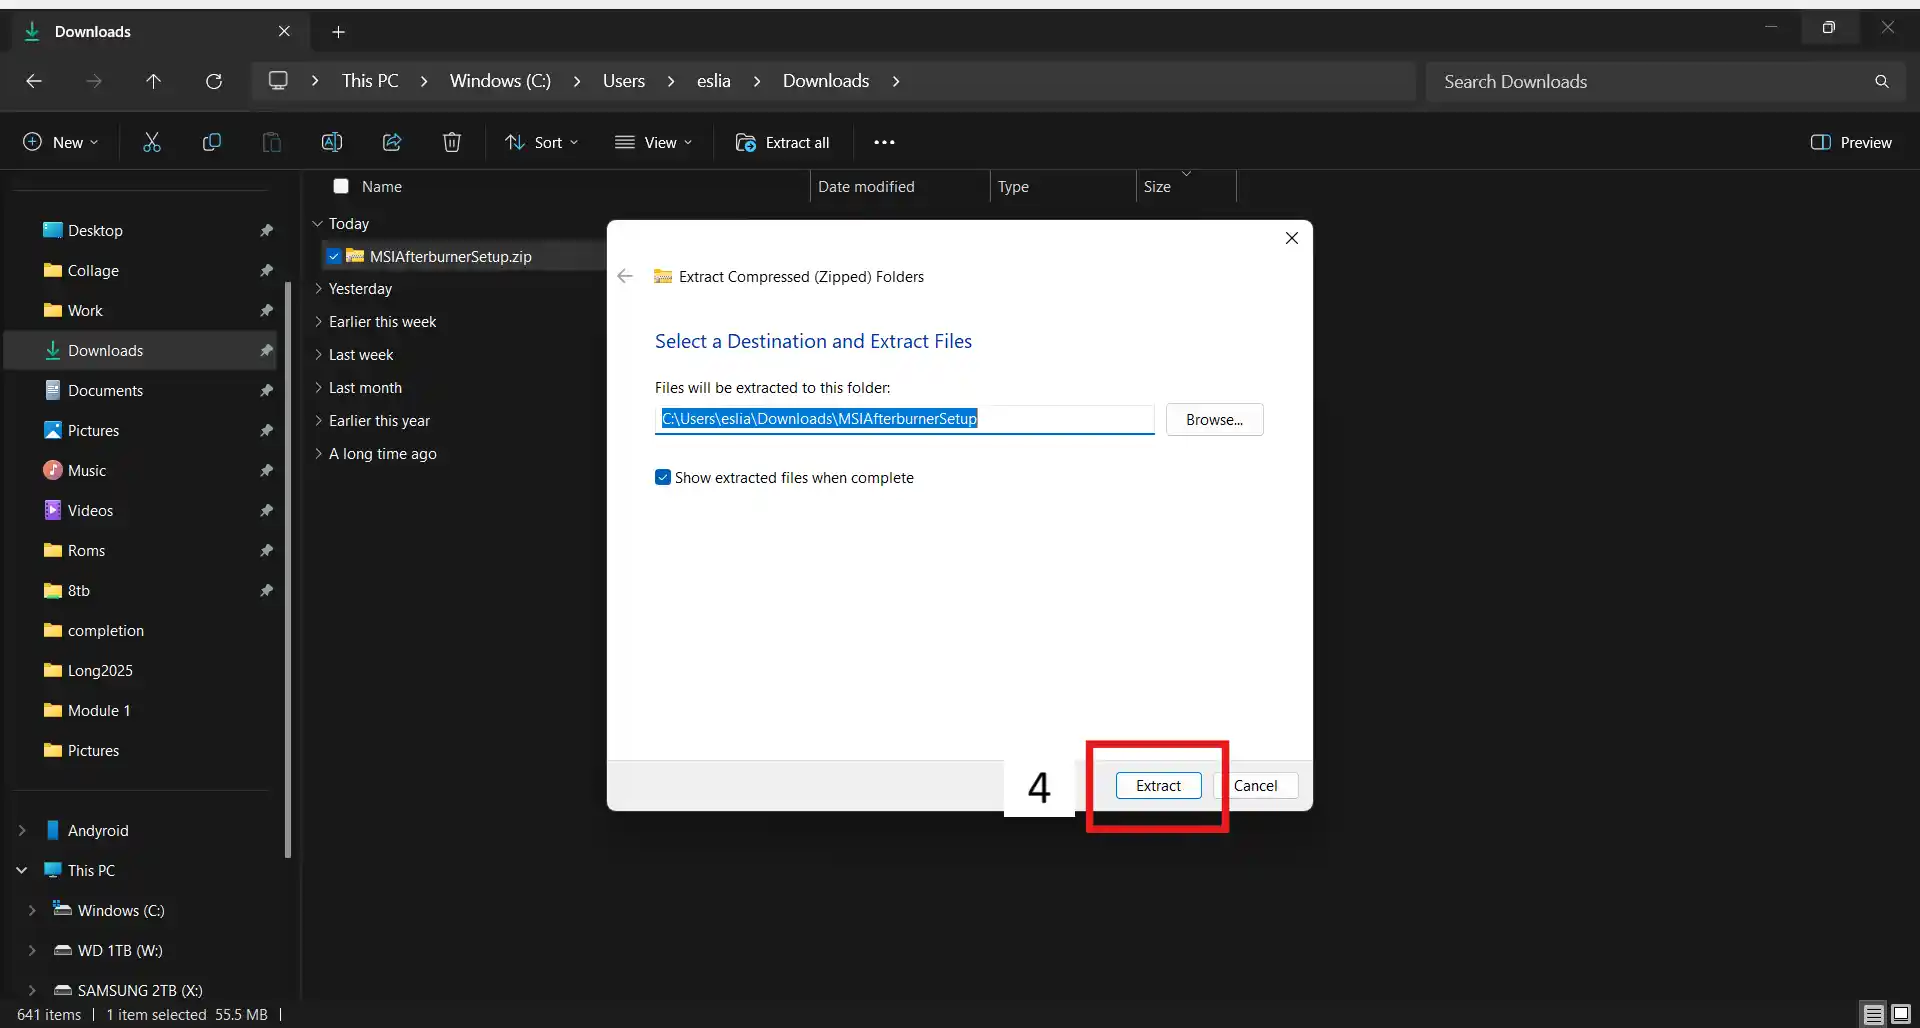 Downloads
This PC
Windows (C:)
Users
eslia
Downloads
Search Downloads
New
Sort
View
Extract all
Preview
Name
Date modified
Type
Size
Desktop
Collage
Work
Downloads
Documents
Pictures
Music
Videos
Roms
8tb
completion
Long2025
Module 1
Pictures
Andyroid
This PC
Windows (C:)
WD 1TB (W:)
SAMSUNG 2TB (X:)
Today
MSIAfterburnerSetup.zip
Yesterday
Earlier this week
Last week
Last month
Earlier this year
A long time ago
Extract Compressed (Zipped) Folders
Select a Destination and Extract Files
Files will be extracted to this folder:
C:\Users\eslia\Downloads\MSIAfterburnerSetup
Browse...
Show extracted files when complete
4
Extract
Cancel
641 items
1 item selected 55.5 MB